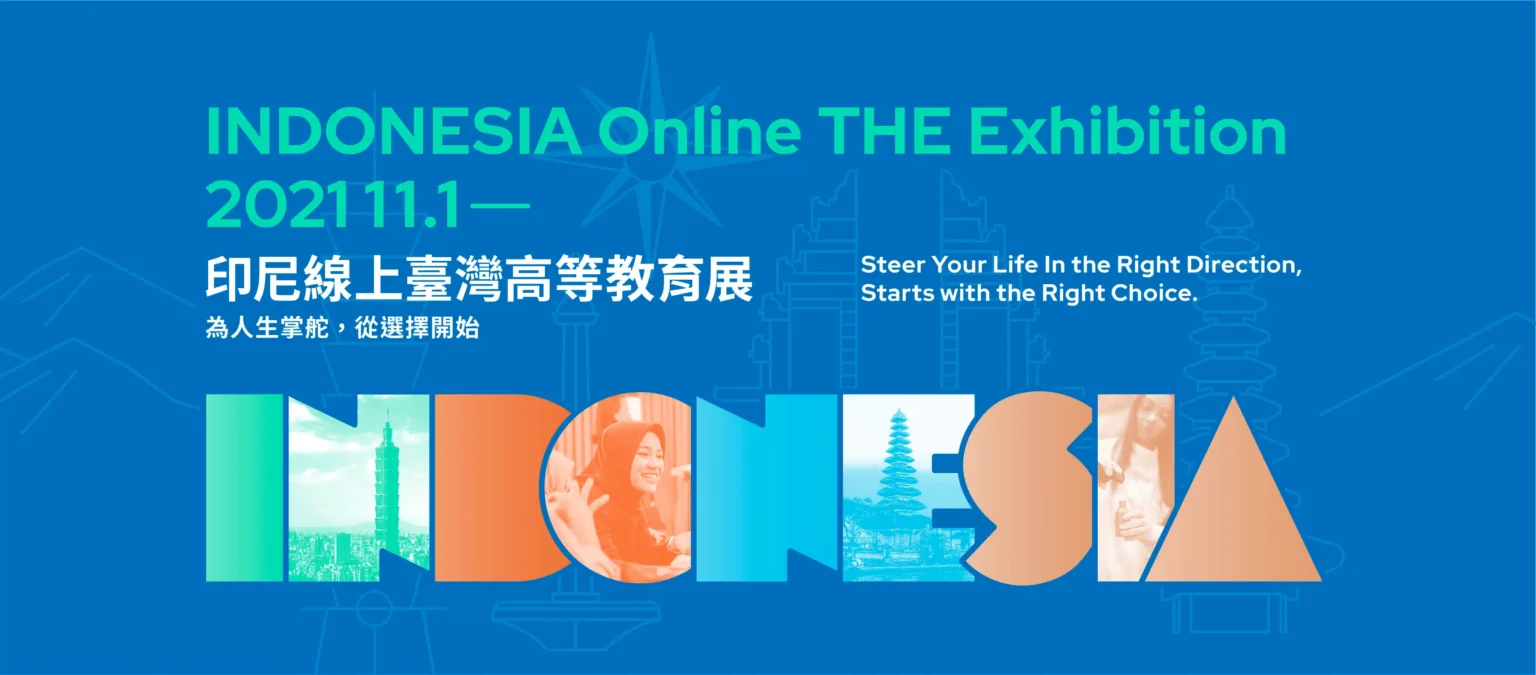 INDONESIA Online THE Exhibition
2021 11.1—
印尼線上臺灣高等教育展
為人生掌舵，從選擇開始
Steer Your Life In the Right Direction,
Starts with the Right Choice.
INDONESIA